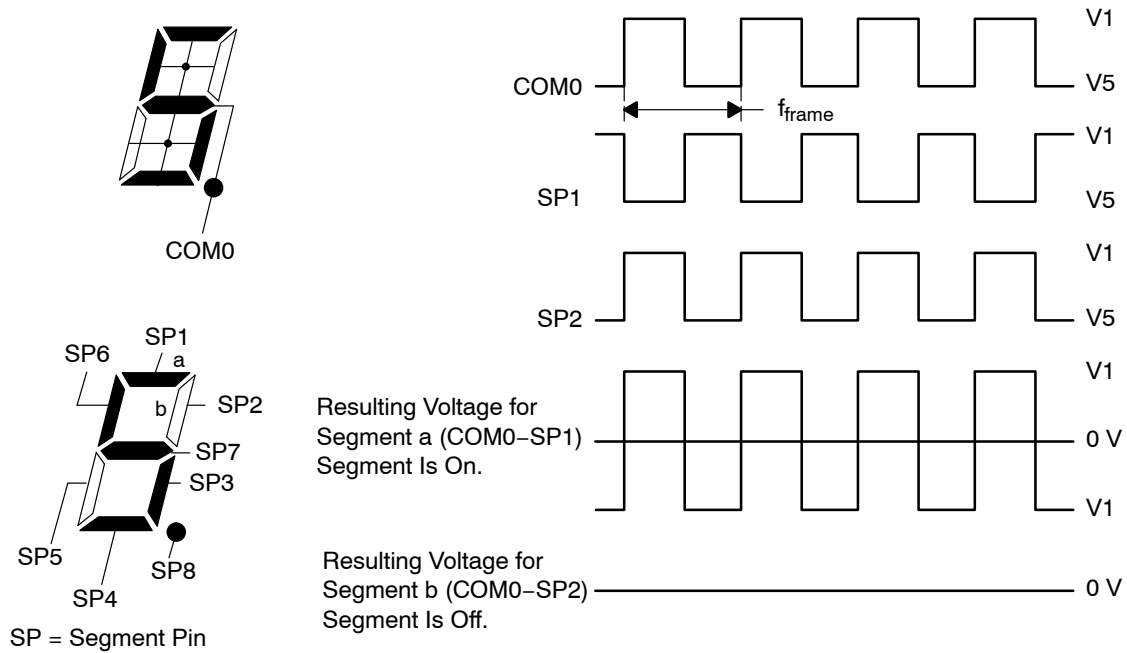 COM0
SP1
a
SP6
b
SP2
SP7
SP3
SP5
SP8
SP4
SP = Segment Pin
V1
COM0
V5
fframe
V1
SP1
V5
V1
SP2
V5
V1
Resulting Voltage for
Segment a (COM0−SP1)
Segment Is On.
0 V
V1
Resulting Voltage for
Segment b (COM0−SP2)
Segment Is Off.
0 V